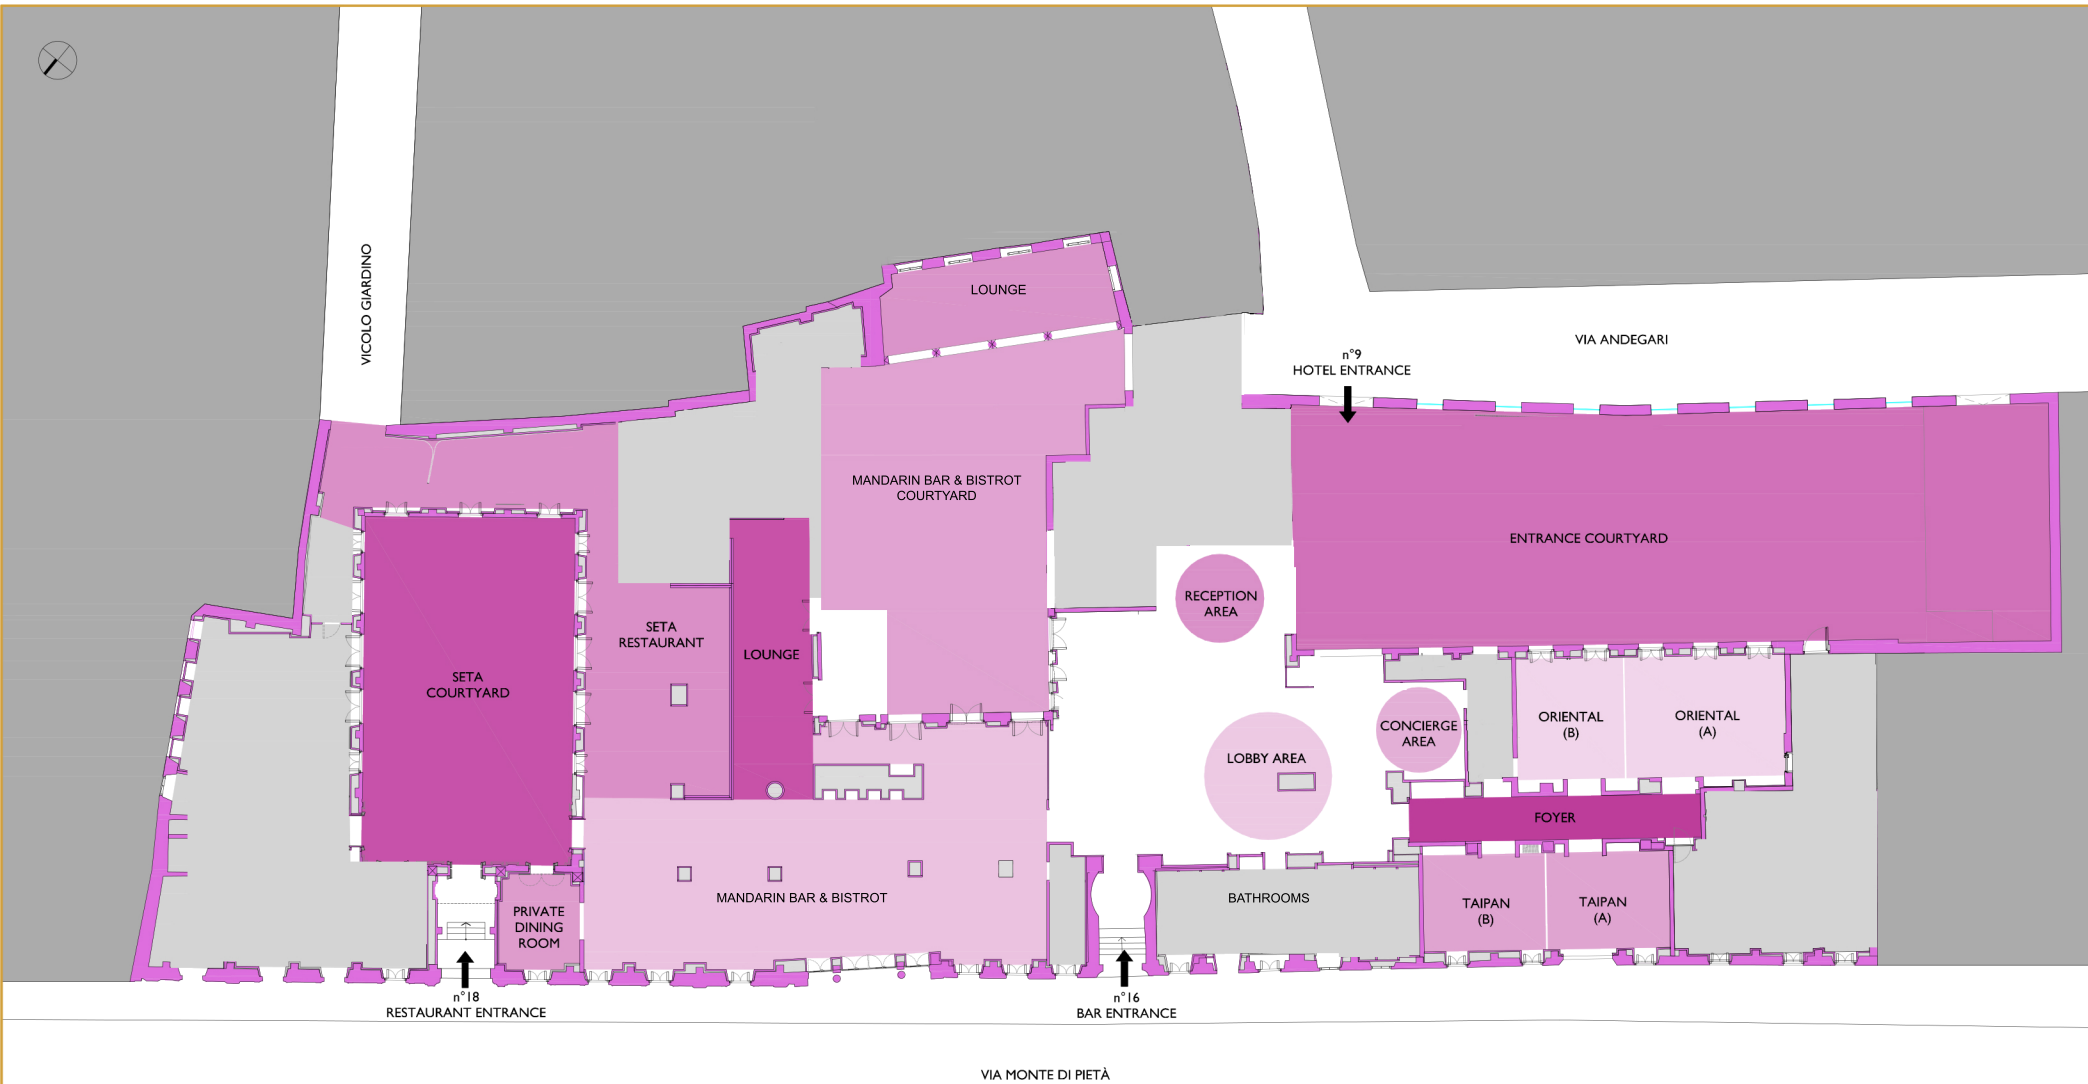 VICOLO GIARDINO
LOUNGE
VIA ANDEGARI
n°9
HOTEL ENTRANCE
MANDARIN BAR & BISTROT
COURTYARD
ENTRANCE COURTYARD
RECEPTION
AREA
SETA
RESTAURANT
LOUNGE
SETA
COURTYARD
ORIENTAL
(B)
ORIENTAL
(A)
CONCIERGE
AREA
LOBBY AREA
FOYER
MANDARIN BAR & BISTROT
BATHROOMS
TAIPAN
(B)
TAIPAN
(A)
PRIVATE
DINING
ROOM
n°18
RESTAURANT ENTRANCE
n°16
BAR ENTRANCE
VIA MONTE DI PIETÀ